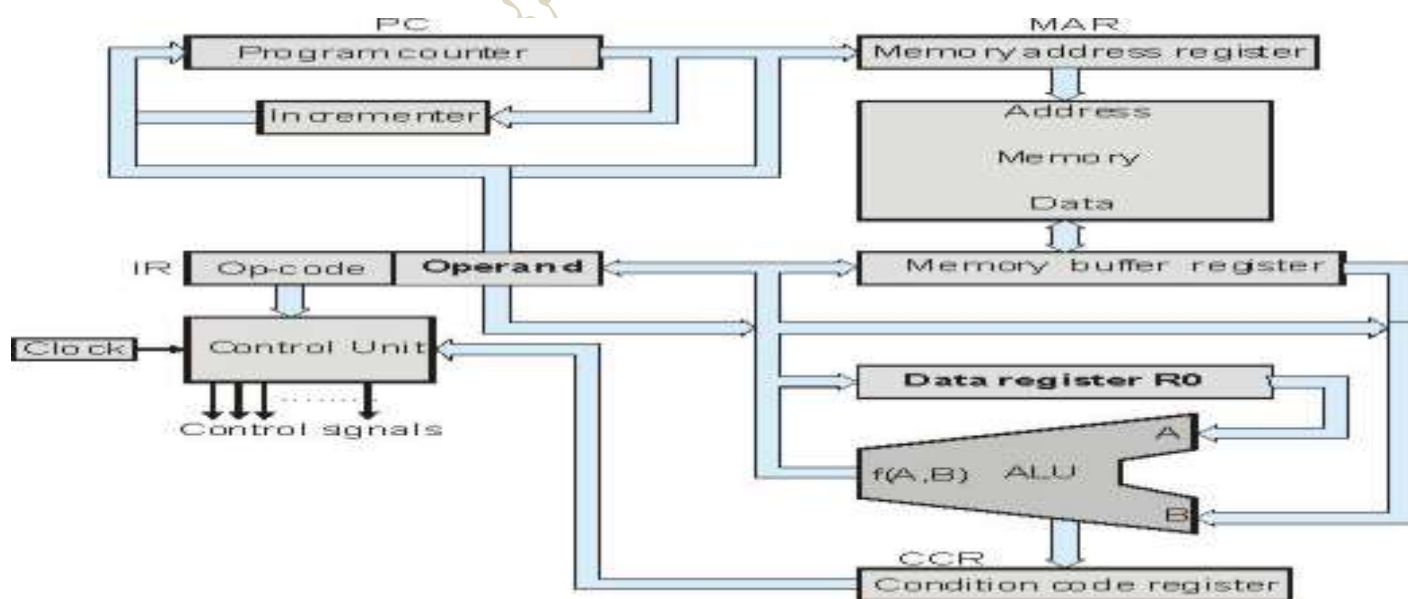 PC
MAR
Program counter
Memory address register
Incrementer
Address
Memory
Data
IR
Op-code
Operand
Memory buffer register
Clock
Control Unit
Data register R0
Control signals
A
f(A,B)
ALU
B
CCR
Condition code register